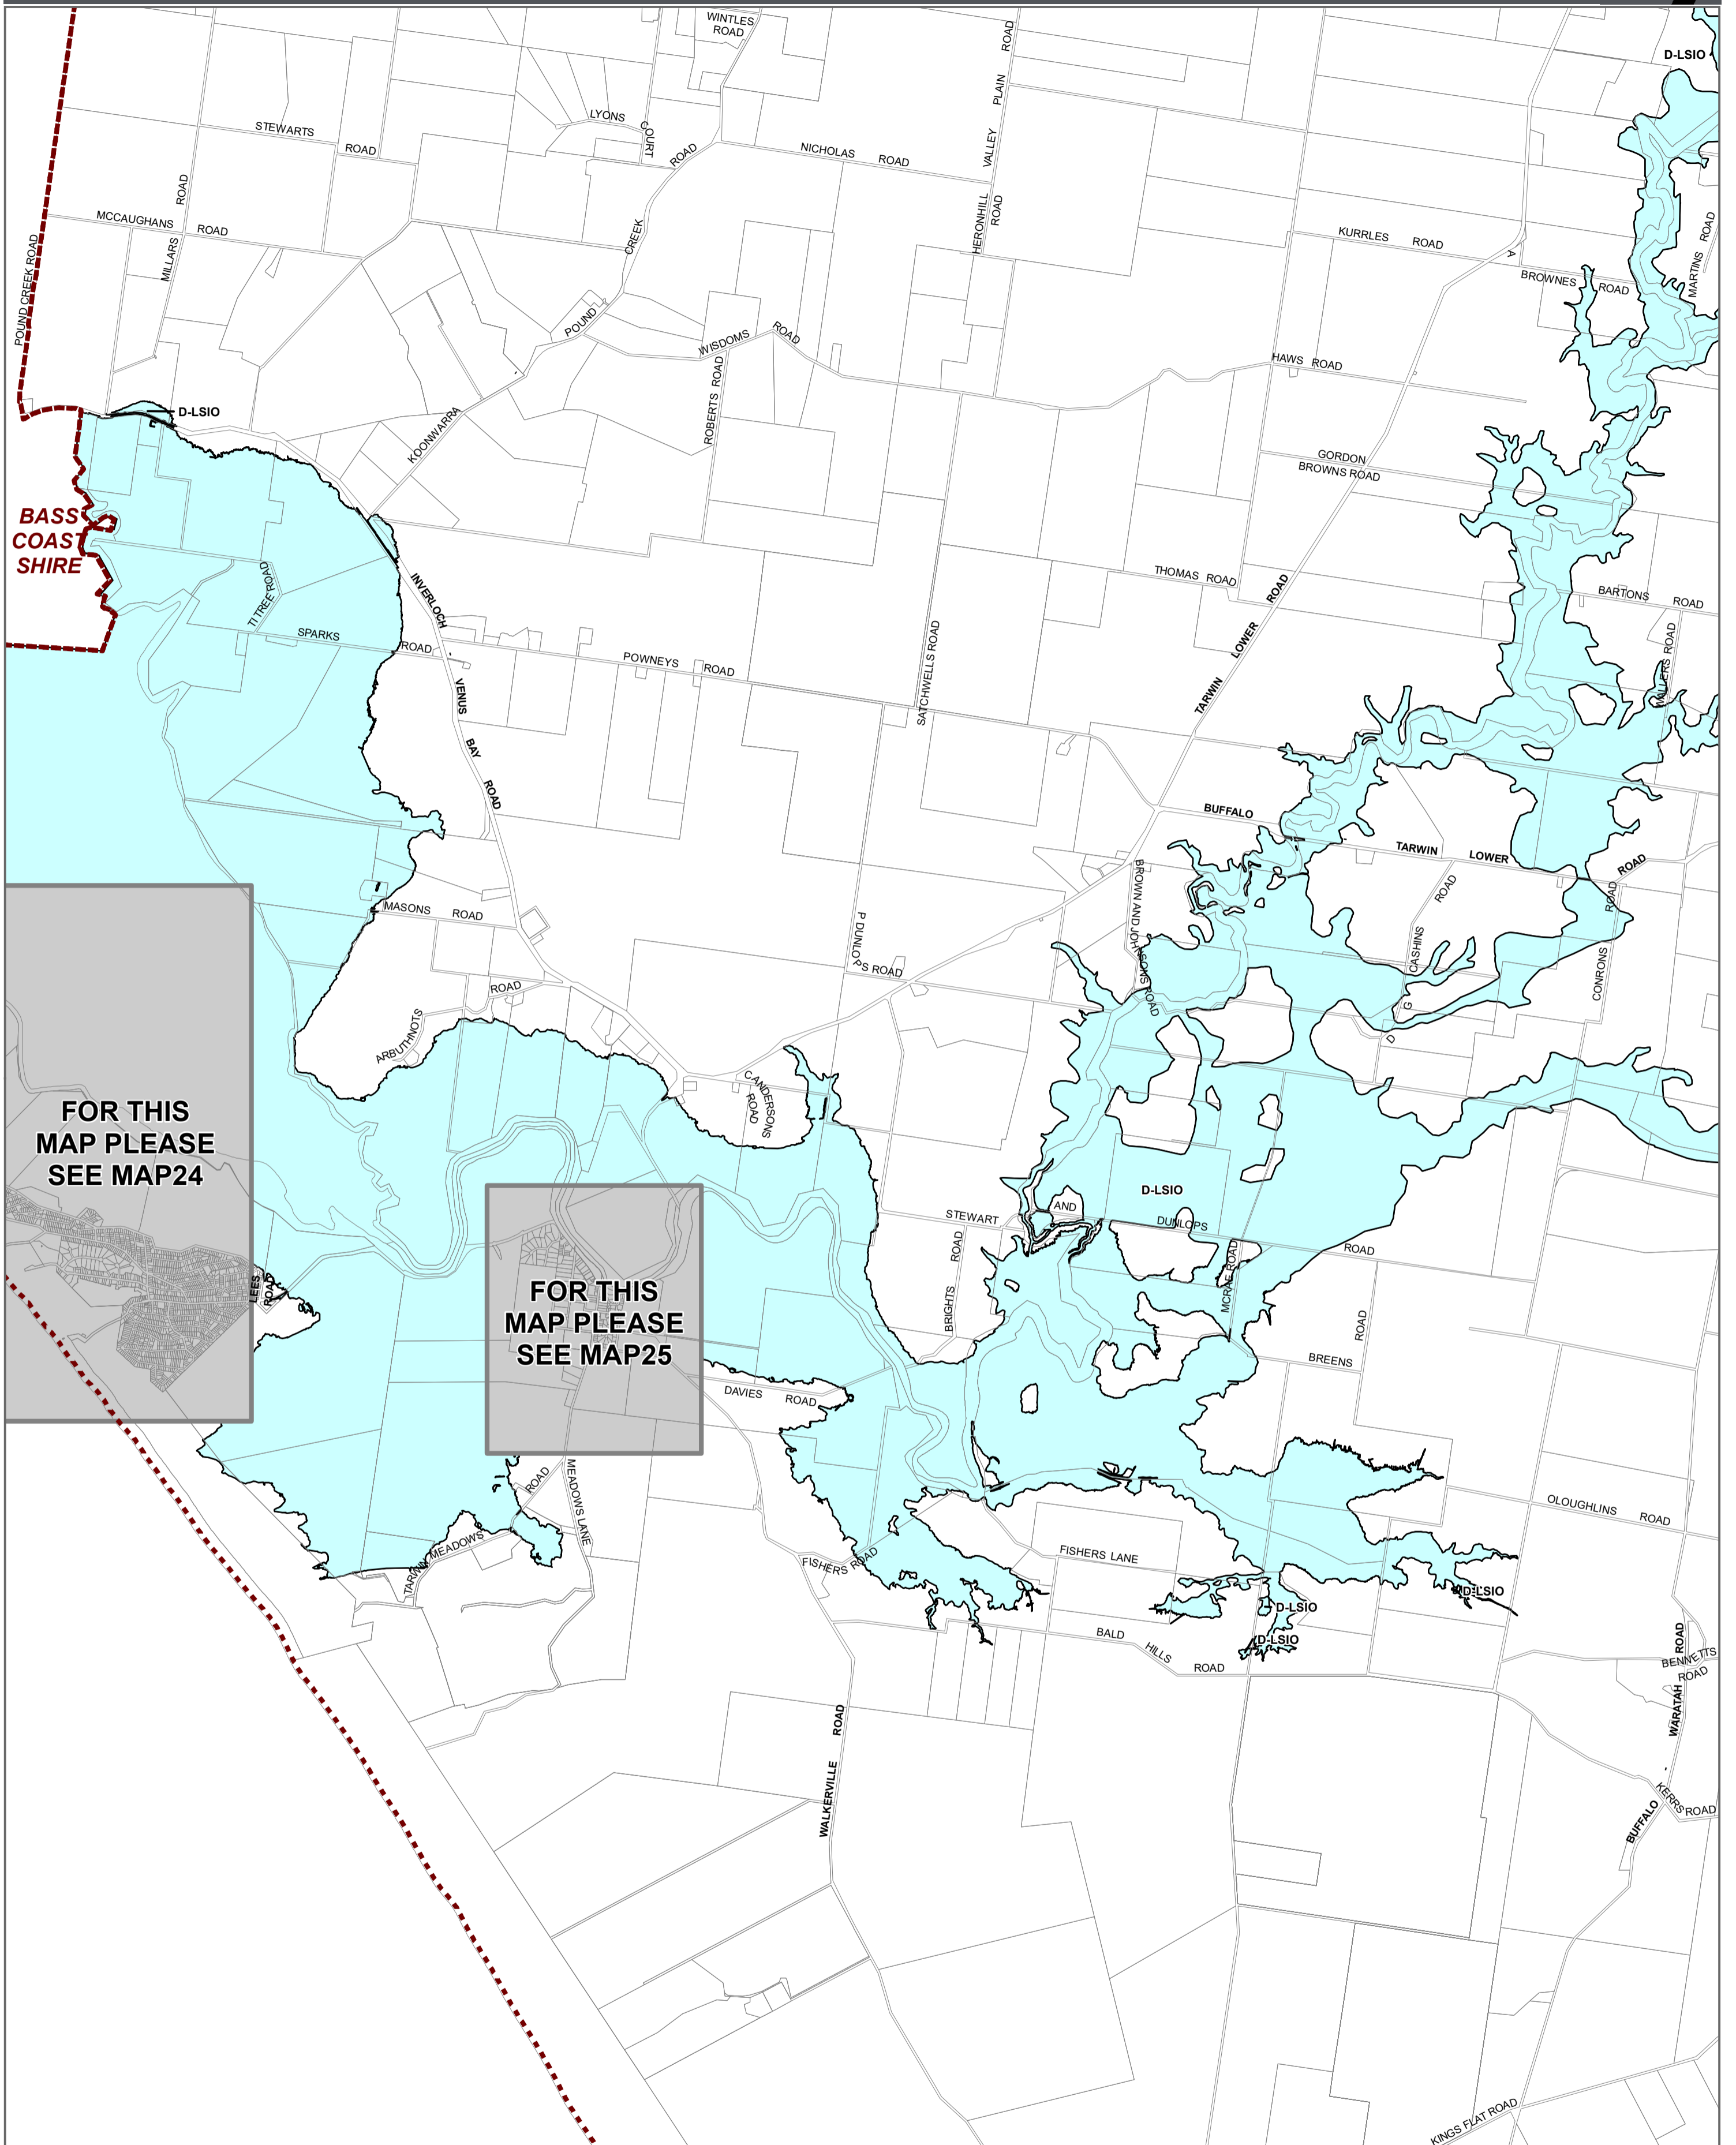 WINTLES
ROAD
ROAD
D-LSIO
PLAIN
LYONS
COURT
STEWARTS
ROAD
ROAD
NICHOLAS ROAD
VALLEY
ROAD
MCCAUGHANS ROAD
MILLARS
CREEK
HERONHILL
ROAD
KURRLES ROAD
A
MARTINS ROAD
POUND CREEK ROAD
BROWNES ROAD
POUND
WISDOMS ROAD
HAWS ROAD
ROBERTS ROAD
D-LSIO
KOONWARRA
GORDON
BROWNS ROAD
BASS
COAST
SHIRE
INVERLOCH
TI TREE ROAD
THOMAS ROAD
ROAD
BARTONS ROAD
SPARKS ROAD
LOWER
WILLERS ROAD
POWNEYS ROAD
SATCHWELLS ROAD
TARWIN
VENUS
BAY
ROAD
BUFFALO
TARWIN LOWER ROAD
BROWN AND JOHNSONS ROAD
ROAD
ROAD
MASONS ROAD
P DUNLOPS ROAD
CASHINS
CONRONS
G
D
ROAD
ARBUTHNOTS
C ANDERSONS
ROAD
FOR THIS
MAP PLEASE
SEE MAP24
D-LSIO
STEWART AND DUNLOPS ROAD
ROAD
BRIGHTS
MCRAE ROAD
LEES
ROAD
FOR THIS
MAP PLEASE
SEE MAP25
ROAD
BREENS
DAVIES ROAD
ROAD
MEADOWS LANE
TARWIN MEADOWS
OLOUGHLINS ROAD
FISHERS ROAD
FISHERS LANE
D-LSIO
D-LSIO
D-LSIO
BALD
HILLS
ROAD
ROAD
BENNETTS
ROAD
WARATAH
ROAD
WALKERVILLE
KERRS
ROAD
BUFFALO
KINGS FLAT ROAD